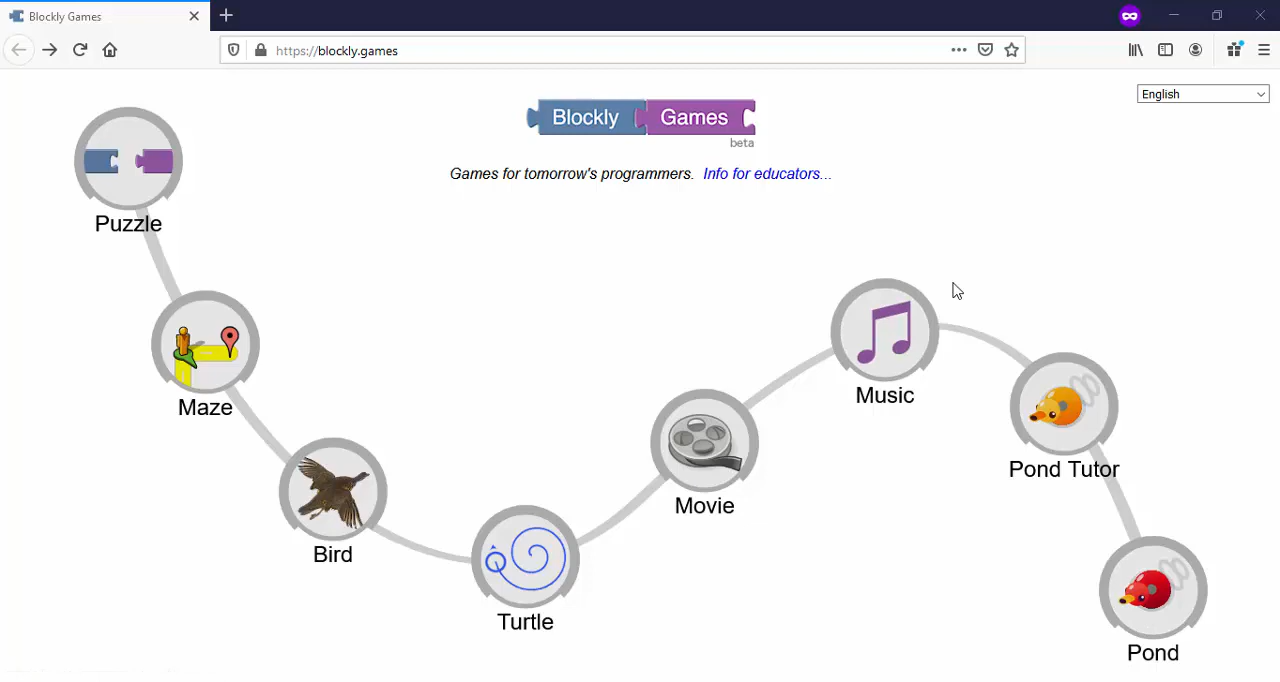 Blockly Games
https://blockly.games
English
Blockly Games
beta
Games for tomorrow's programmers. Info for educators...
Puzzle
Maze
Bird
Turtle
Movie
Music
Pond Tutor
Pond